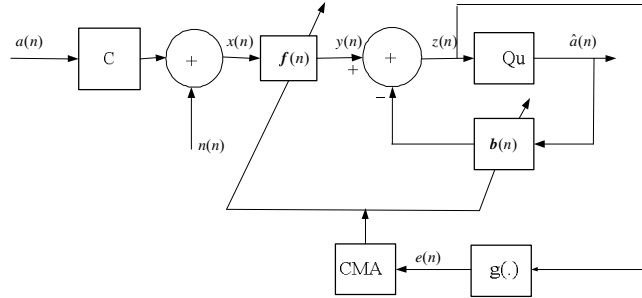 a(n)
C
+
x(n)
n(n)
f(n)
y(n)
+
+
−
z(n)
Qu
â(n)
b(n)
CMA
e(n)
g(.)